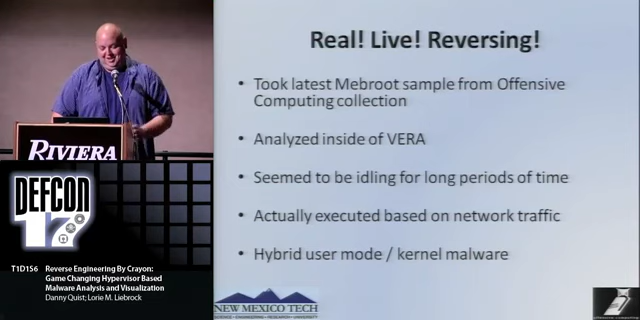 Real! Live! Reversing!
• Took latest Mebroot sample from Offensive
Computing collection
• Analyzed inside of VERA
• Seemed to be idling for long periods of time
• Actually executed based on network traffic
• Hybrid user mode / kernel malware
RIVIERA
DEFCON
17
T1D156
Reverse Engineering By Crayon:
Game Changing Hypervisor Based
Malware Analysis and Visualization
Danny Quist; Lorie M. Liebrock
NEW MEXICO TECH